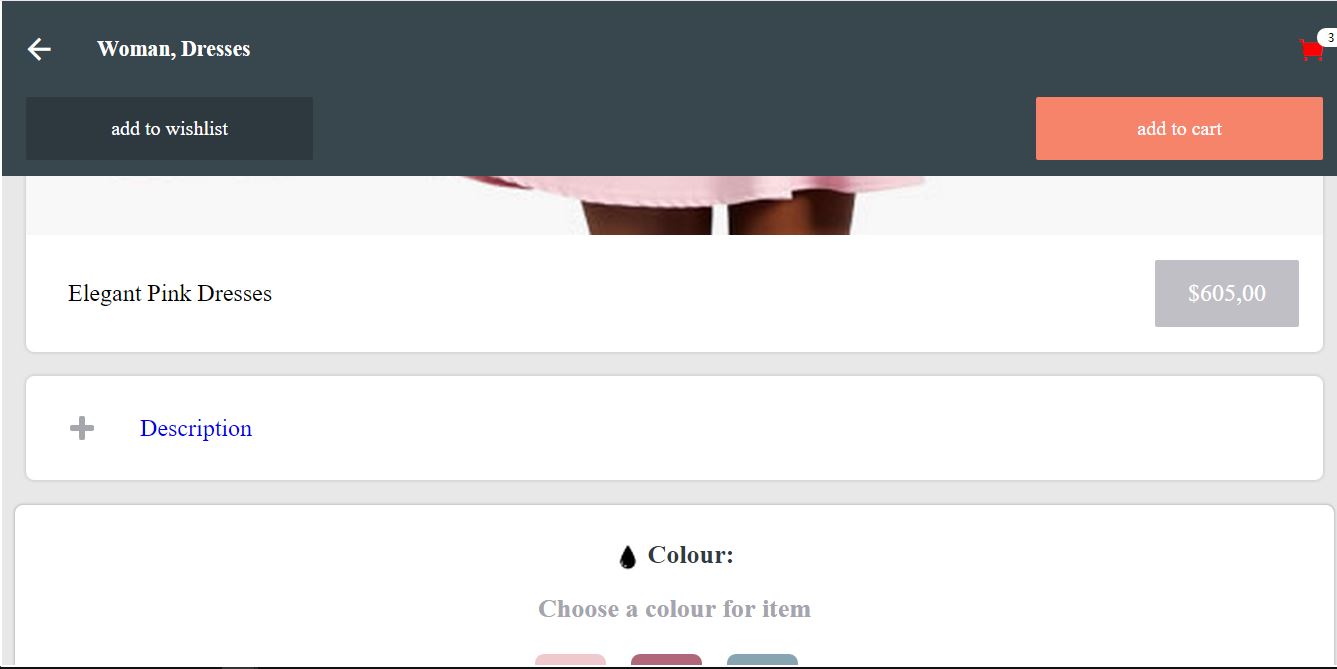 Woman, Dresses
3
add to wishlist
add to cart
Elegant Pink Dresses
$605,00
Description
Colour:
Choose a colour for item